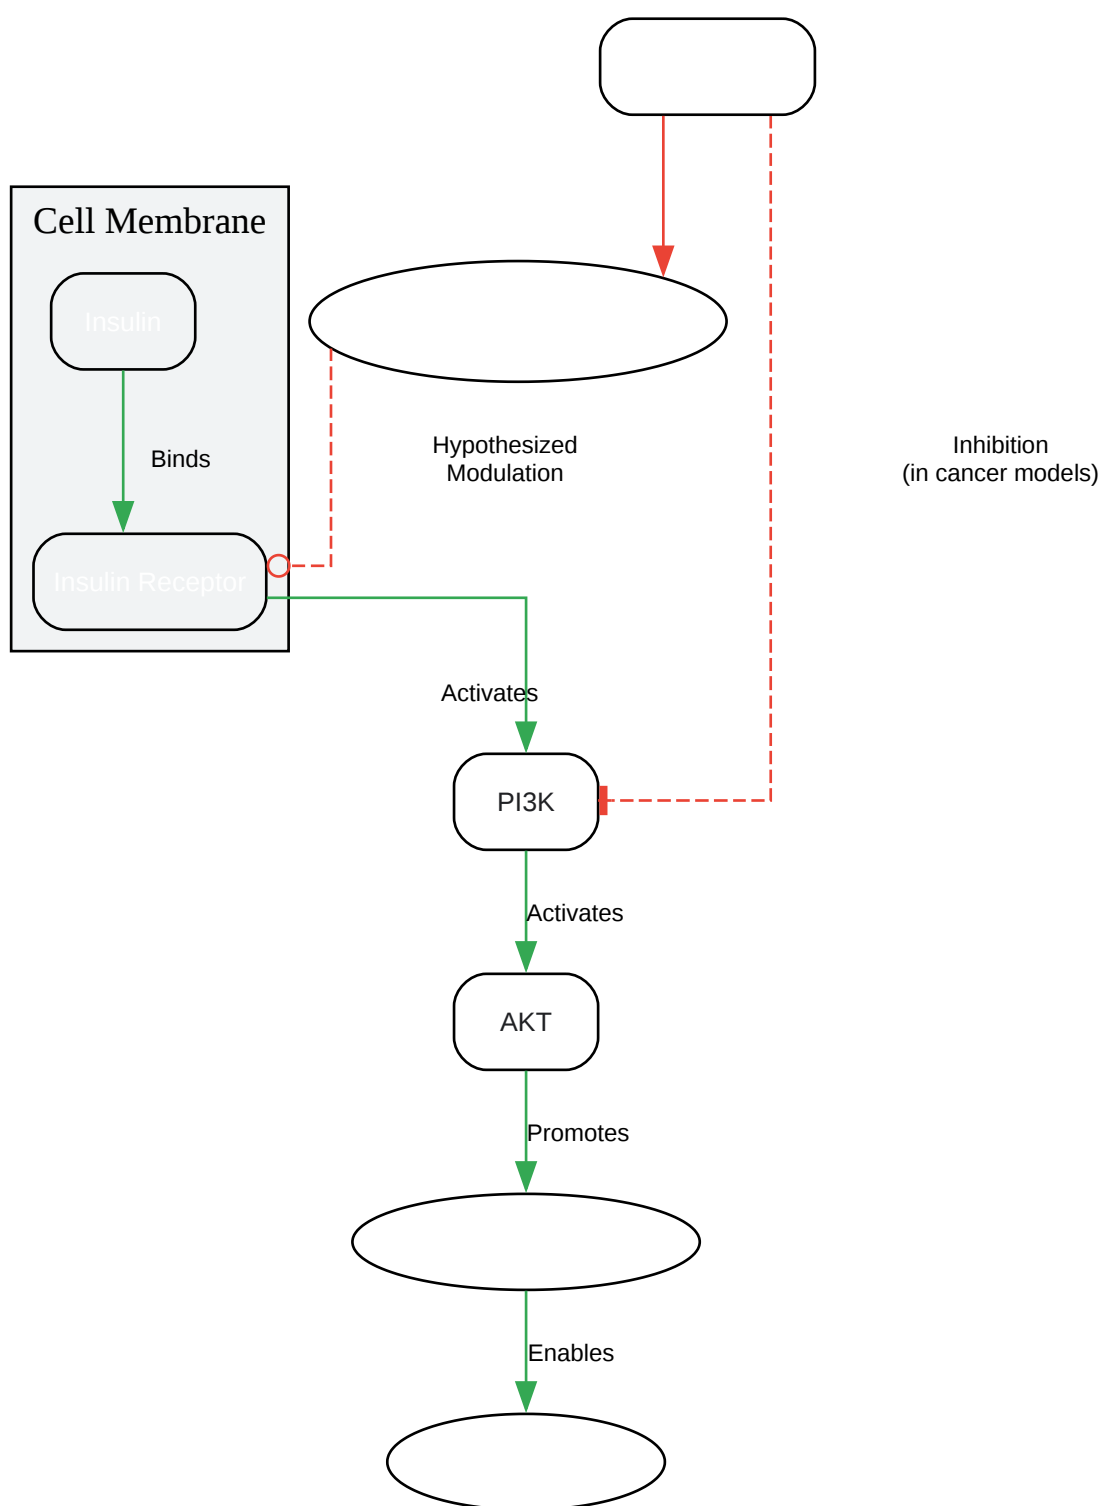 Cell Membrane
Insulin
Binds
Hypothesized
Modulation
Inhibition
(in cancer models)
Insulin Receptor
Activates
PI3K
Activates
AKT
Promotes
Enables